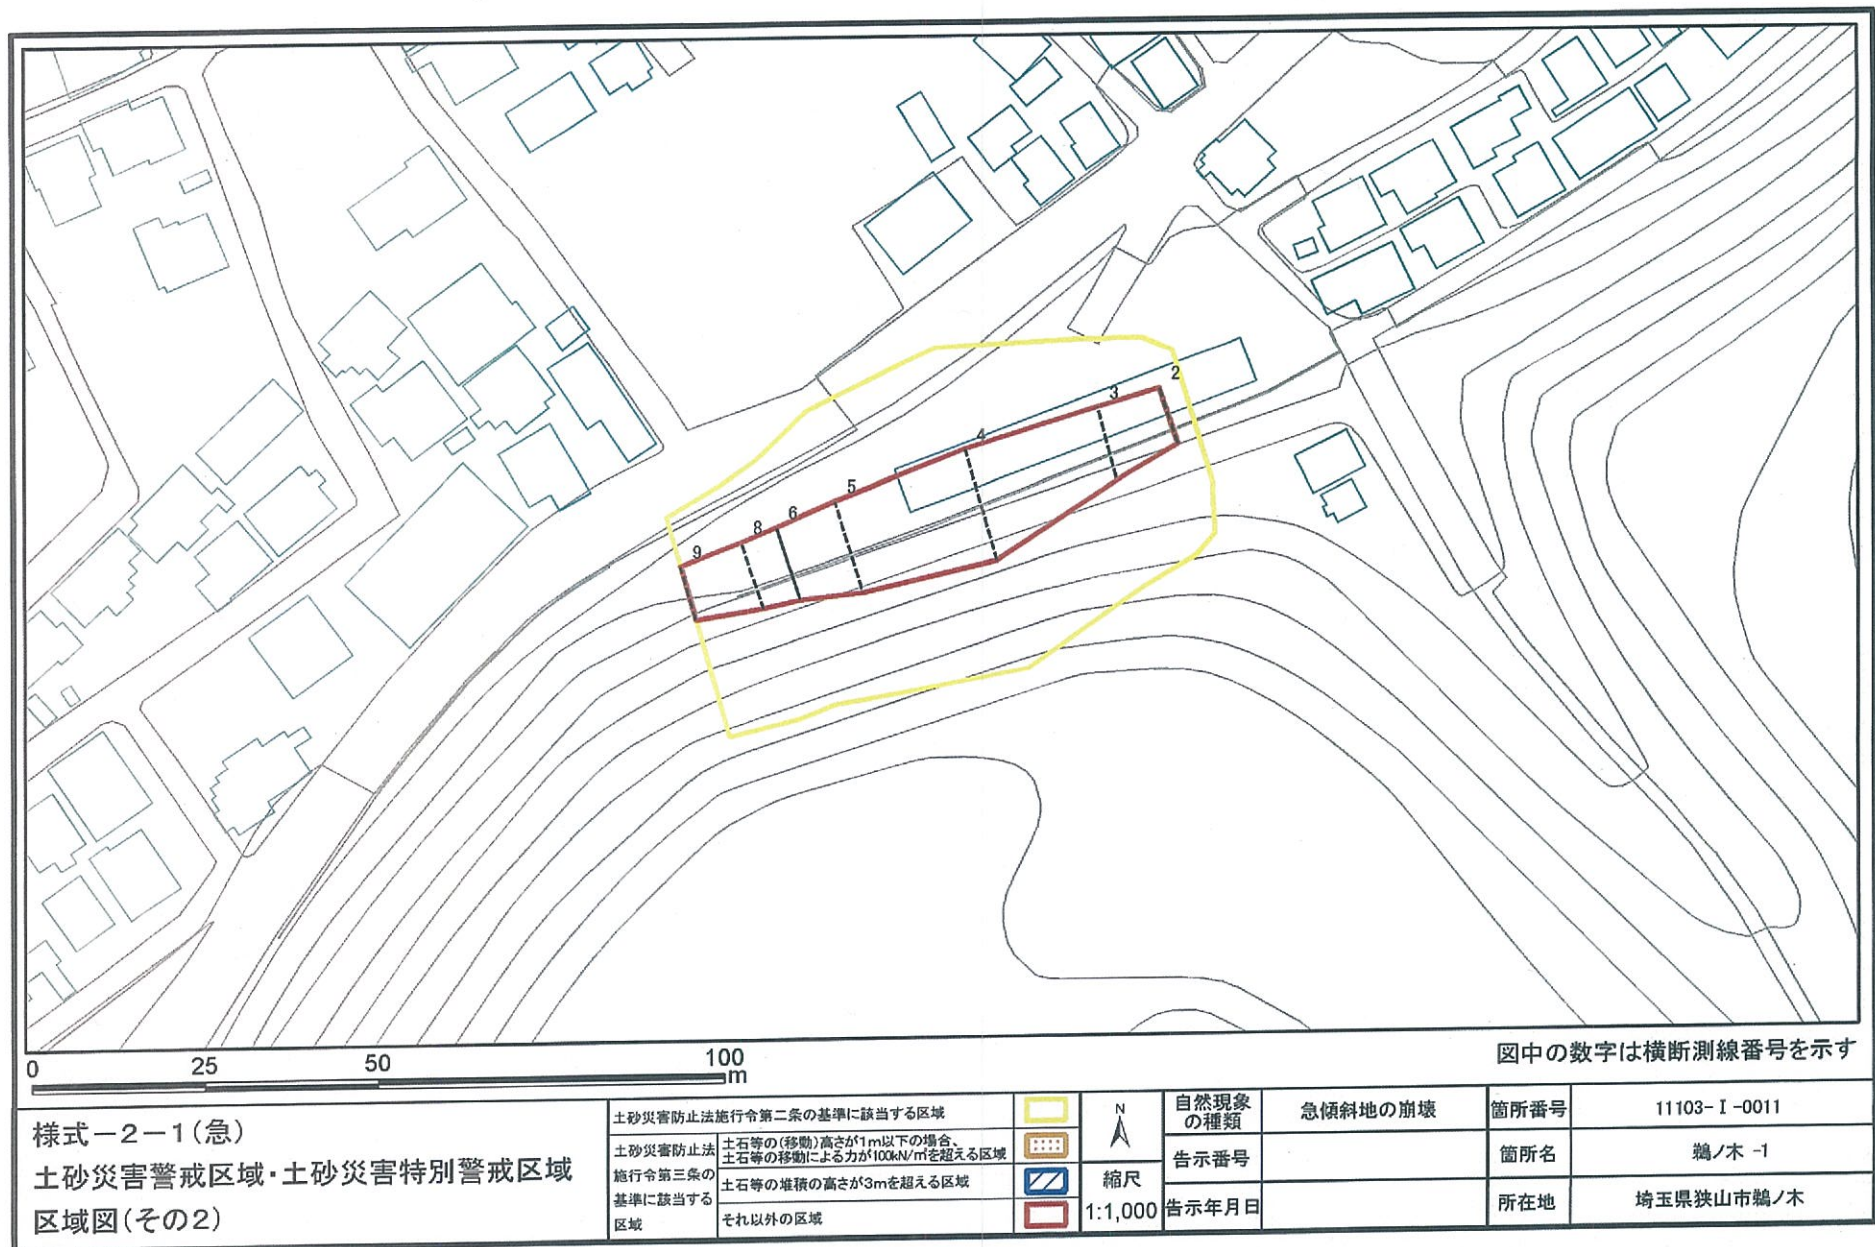 2
3
4
5
6
8
9
0 25 50 100
m
図中の数字は横断測線番号を示す
様式－2－1(急)
土砂災害警戒区域・土砂災害特別警戒区域
区域図(その2)
土砂災害防止法施行令第二条の基準に該当する区域
土砂災害防止法
施行令第三条の
基準に該当する
区域
土石等の(移動)高さが1m以下の場合、
土石等の移動による力が100kN/㎡を超える区域
土石等の堆積の高さが3mを超える区域
それ以外の区域
N
縮尺
1:1,000
自然現象
の種類
急傾斜地の崩壊
告示番号
告示年月日
箇所番号
11103-Ⅰ-0011
箇所名
鵜ノ木 -1
所在地
埼玉県狭山市鵜ノ木